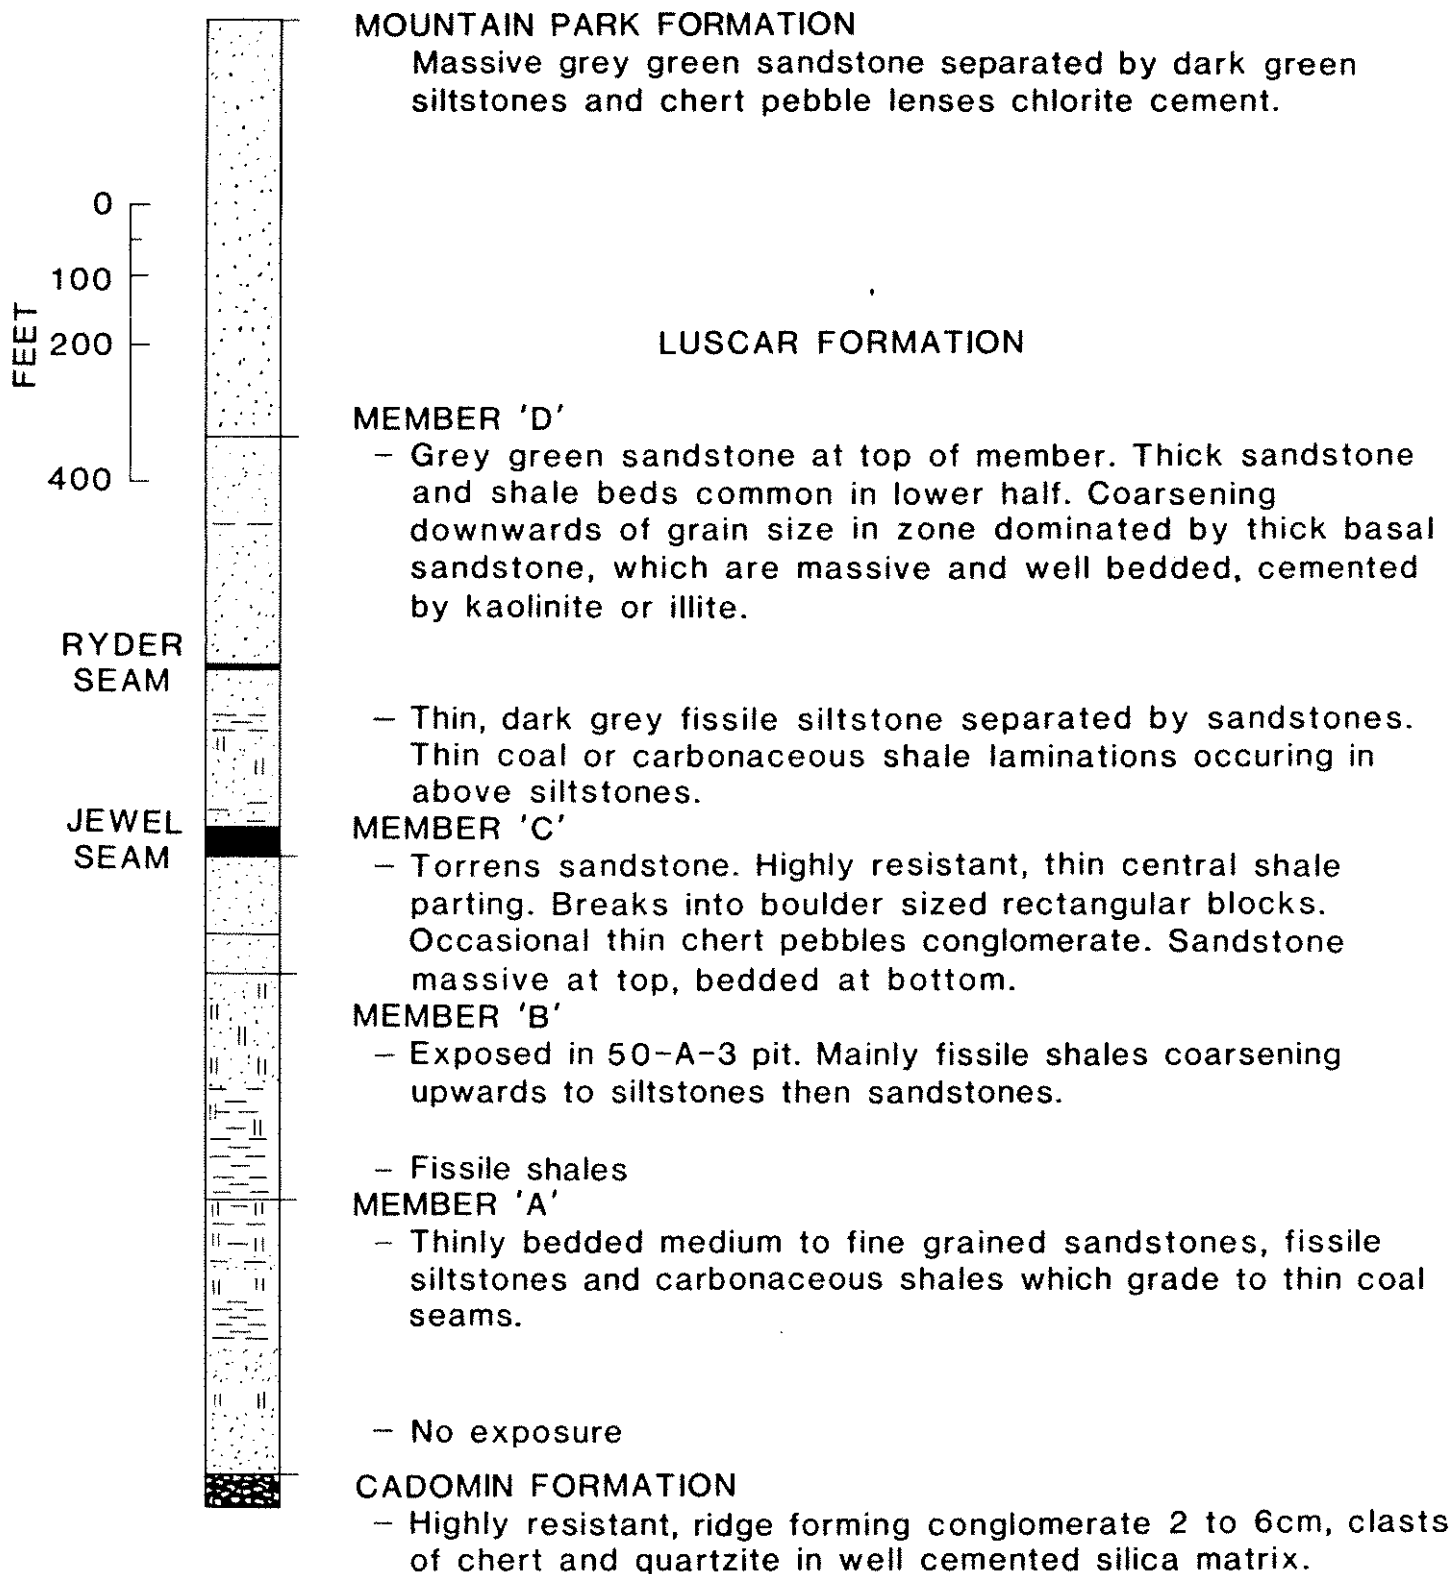 MOUNTAIN PARK FORMATION
Massive grey green sandstone separated by dark green
siltstones and chert pebble lenses chlorite cement.
0
100
200
400
FEET
LUSCAR FORMATION
MEMBER 'D'
– Grey green sandstone at top of member. Thick sandstone
and shale beds common in lower half. Coarsening
downwards of grain size in zone dominated by thick basal
sandstone, which are massive and well bedded, cemented
by kaolinite or illite.
RYDER
SEAM
– Thin, dark grey fissile siltstone separated by sandstones.
Thin coal or carbonaceous shale laminations occuring in
above siltstones.
JEWEL
SEAM
MEMBER 'C'
– Torrens sandstone. Highly resistant, thin central shale
parting. Breaks into boulder sized rectangular blocks.
Occasional thin chert pebbles conglomerate. Sandstone
massive at top, bedded at bottom.
MEMBER 'B'
– Exposed in 50-A-3 pit. Mainly fissile shales coarsening
upwards to siltstones then sandstones.
– Fissile shales
MEMBER 'A'
– Thinly bedded medium to fine grained sandstones, fissile
siltstones and carbonaceous shales which grade to thin coal
seams.
– No exposure
CADOMIN FORMATION
– Highly resistant, ridge forming conglomerate 2 to 6cm, clasts
of chert and quartzite in well cemented silica matrix.